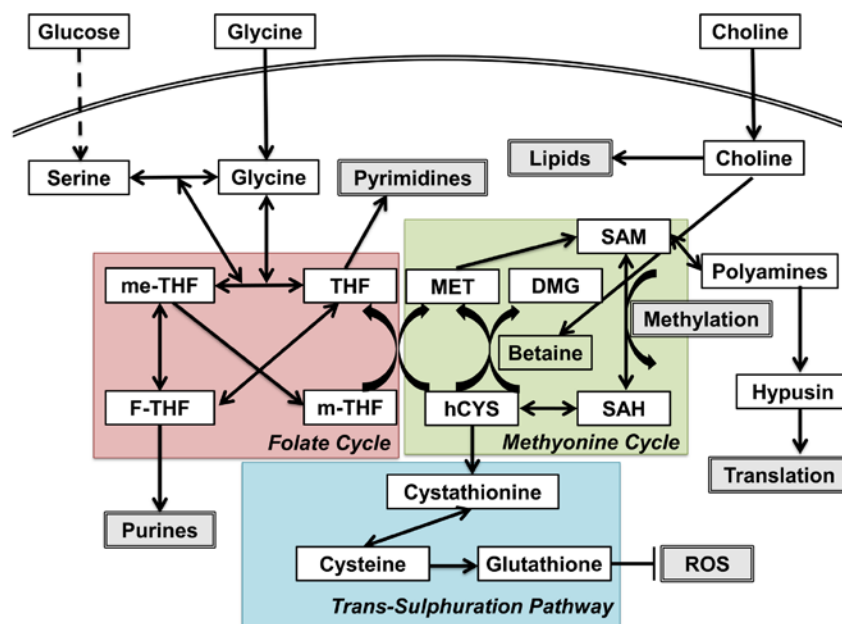 Glucose
Glycine
Choline
Serine
Glycine
Pyrimidines
Lipids
Choline
SAM
me-THF
THF
MET
DMG
Polyamines
Methylation
Betaine
Hypusin
F-THF
m-THF
hCYS
SAH
Folate Cycle
Methyonine Cycle
Translation
Cystathionine
Purines
Cysteine
Glutathione
ROS
Trans-Sulphuration Pathway